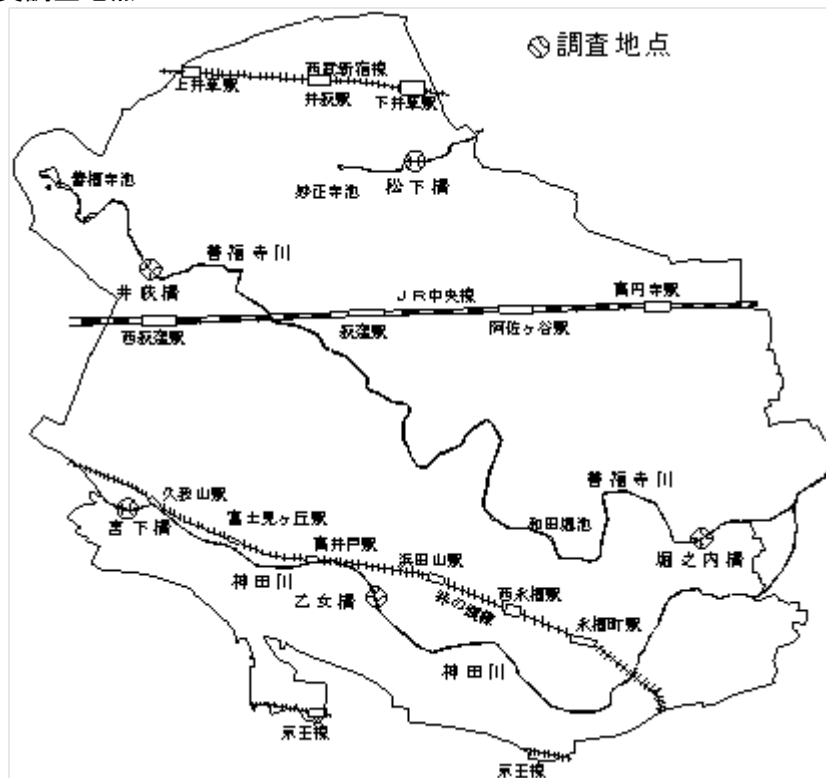 調査地点
西武新宿線
上井草駅
井荻駅
下井草駅
善福寺池
妙正寺池
松下橋
善福寺川
井荻橋
JR中央線
高円寺駅
西荻窪駅
荻窪駅
阿佐ヶ谷駅
善福寺川
久我山駅
宮下橋
富士見ヶ丘駅
和田堀池
高井戸駅
堀之内橋
浜田山駅
神田川
乙女橋
井の頭線
西永福駅
永福町駅
神田川
京王線
京王線